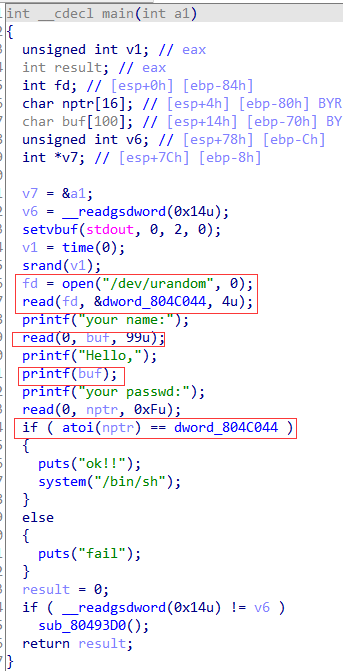 int __cdecl main(int a1)
{
unsigned int v1; // eax
int result; // eax
int fd; // [esp+0h] [ebp-84h]
char nptr[16]; // [esp+4h] [ebp-80h] BYR
char buf[100]; // [esp+14h] [ebp-70h] BY
unsigned int v6; // [esp+78h] [ebp-Ch]
int *v7; // [esp+7Ch] [ebp-8h]
v7 = &a1;
v6 = __readgsdword(0x14u);
setvbuf(stdout, 0, 2, 0);
v1 = time(0);
srand(v1);
fd = open("/dev/urandom", 0);
read(fd, &dword_804C044, 4u);
printf("your name:");
read(0, buf, 99u);
printf("Hello,");
printf(buf);
printf("your passwd:");
read(0, nptr, 0xFu);
if ( atoi(nptr) == dword_804C044 )
{
puts("ok!!");
system("/bin/sh");
}
else
{
puts("fail");
}
result = 0;
if ( __readgsdword(0x14u) != v6 )
sub_80493D0();
return result;
}